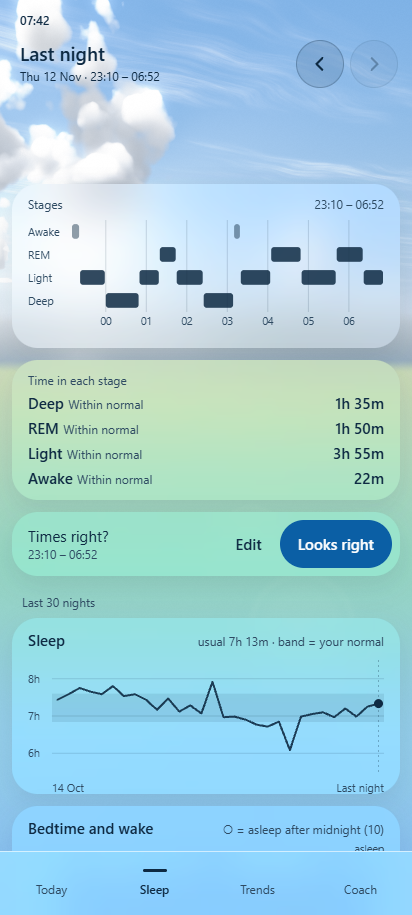 07:42
Last night
Thu 12 Nov · 23:10 – 06:52
Stages 23:10 – 06:52
Awake
REM
Light
Deep
00 01 02 03 04 05 06
Time in each stage
Deep Within normal 1h 35m
REM Within normal 1h 50m
Light Within normal 3h 55m
Awake Within normal 22m
Times right?
23:10 – 06:52
Edit
Looks right
Last 30 nights
Sleep usual 7h 13m · band = your normal
8h
7h
6h
14 Oct Last night
Bedtime and wake ○ = asleep after midnight (10)
asleep
Today Sleep Trends Coach